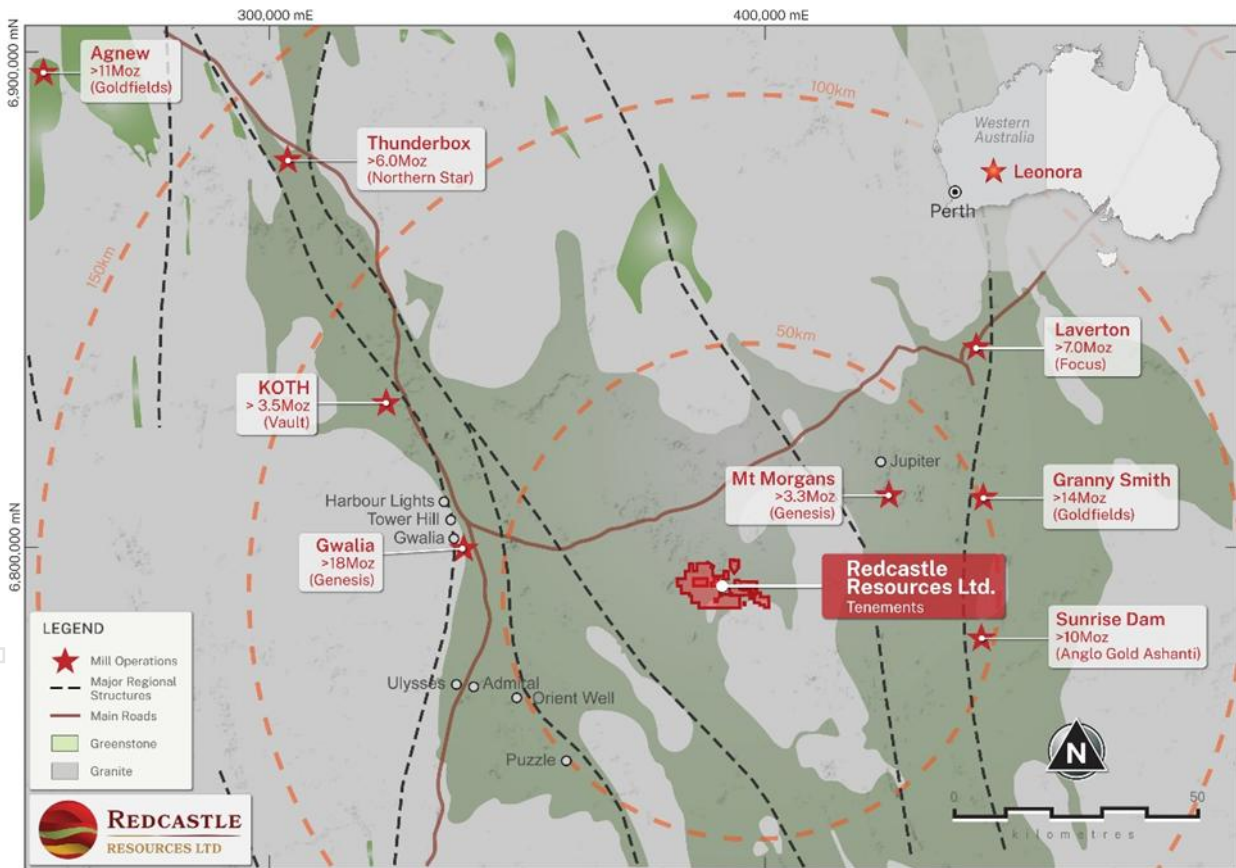 300,000 mE
400,000 mE
6,900,000 mN
6,800,000 mN
Agnew
>11Moz
(Goldfields)
Thunderbox
>6.0Moz
(Northern Star)
100km
150km
50km
Western
Australia
Leonora
Perth
Laverton
>7.0Moz
(Focus)
KOTH
> 3.5Moz
(Vault)
Jupiter
Mt Morgans
>3.3Moz
(Genesis)
Granny Smith
>14Moz
(Goldfields)
Harbour Lights
Tower Hill
Gwalia
Gwalia
>18Moz
(Genesis)
Redcastle
Resources Ltd.
Tenements
Sunrise Dam
>10Moz
(Anglo Gold Ashanti)
Ulysses
Admiral
Orient Well
Puzzle
LEGEND
Mill Operations
Major Regional
Structures
Main Roads
Greenstone
Granite
REDCASTLE
RESOURCES LTD
N
0
50
kilometres